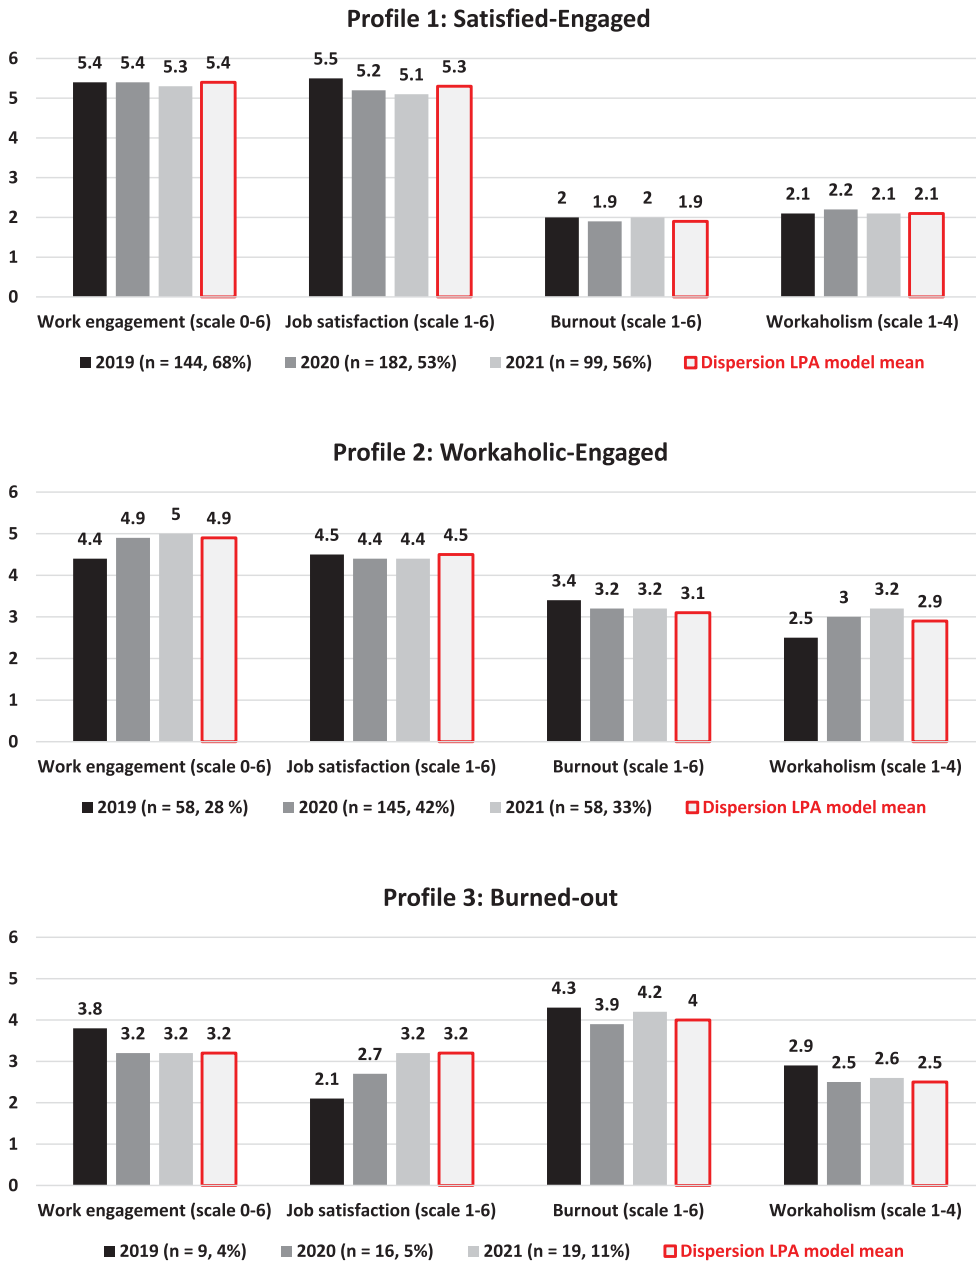 Profile 1: Satisfied-Engaged
6
5
4
3
2
1
0
5.4 5.4 5.3 5.4
5.5 5.2 5.1 5.3
2 1.9 2 1.9
2.1 2.2 2.1 2.1
Work engagement (scale 0-6) Job satisfaction (scale 1-6) Burnout (scale 1-6) Workaholism (scale 1-4)
2019 (n = 144, 68%) 2020 (n = 182, 53%) 2021 (n = 99, 56%) Dispersion LPA model mean
Profile 2: Workaholic-Engaged
6
5
4
3
2
1
0
4.4 4.9 5 4.9
4.5 4.4 4.4 4.5
3.4 3.2 3.2 3.1
2.5 3 3.2 2.9
Work engagement (scale 0-6) Job satisfaction (scale 1-6) Burnout (scale 1-6) Workaholism (scale 1-4)
2019 (n = 58, 28 %) 2020 (n = 145, 42%) 2021 (n = 58, 33%) Dispersion LPA model mean
Profile 3: Burned-out
6
5
4
3
2
1
0
3.8 3.2 3.2 3.2
2.1 2.7 3.2 3.2
4.3 3.9 4.2 4
2.9 2.5 2.6 2.5
Work engagement (scale 0-6) Job satisfaction (scale 1-6) Burnout (scale 1-6) Workaholism (scale 1-4)
2019 (n = 9, 4%) 2020 (n = 16, 5%) 2021 (n = 19, 11%) Dispersion LPA model mean